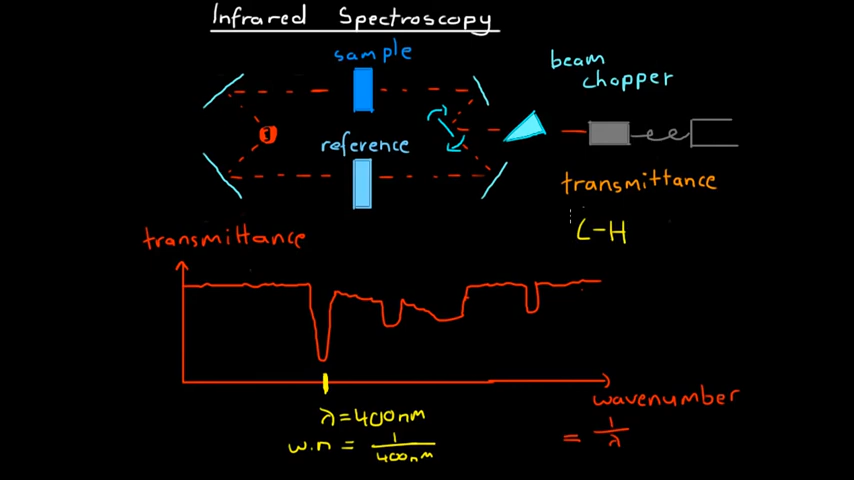 Infrared Spectroscopy
sample
beam
chopper
reference
transmittance
C-H
transmittance
wavenumber
= 1/λ
λ=400nm
w.n = 1/400nm